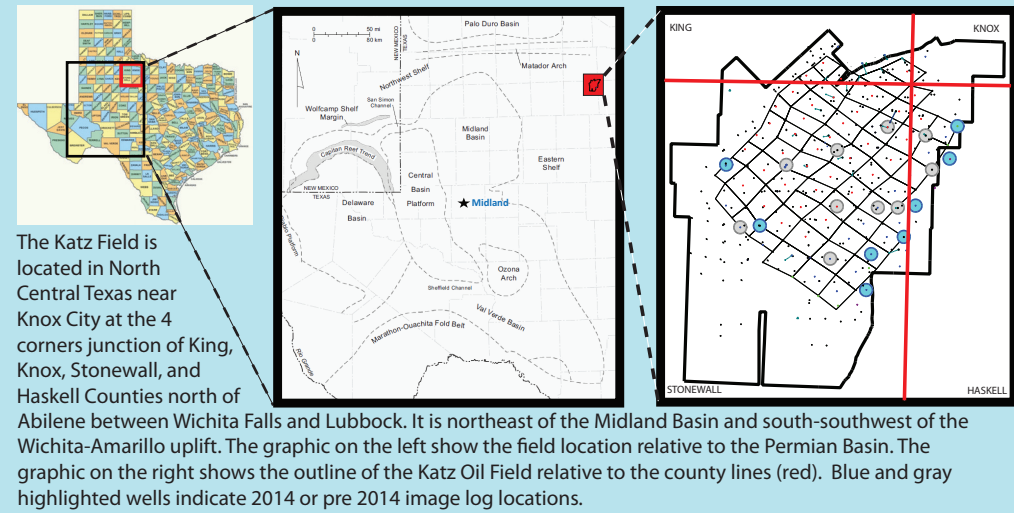 The Katz Field is
located in North
Central Texas near
Knox City at the 4
corners junction of King,
Knox, Stonewall, and
Haskell Counties north of
Abilene between Wichita Falls and Lubbock. It is northeast of the Midland Basin and south-southwest of the
Wichita-Amarillo uplift. The graphic on the left show the field location relative to the Permian Basin. The
graphic on the right shows the outline of the Katz Oil Field relative to the county lines (red). Blue and gray
highlighted wells indicate 2014 or pre 2014 image log locations.
Palo Duro Basin
0 50 mi
0 80 km
NEW MEXICO
TEXAS
N
Matador Arch
Northwest Shelf
San Simon
Channel
Wolfcamp Shelf
Margin
Midland
Basin
Capitan Reef Trend
Eastern
Shelf
Central
Basin
Platform
NEW MEXICO
TEXAS
Delaware
Basin
Midland
Ozona
Arch
Sheffield Channel
Val Verde Basin
Marathon-Ouachita Fold Belt
Rio Grande
Platform
KING
KNOX
STONEWALL
HASKELL